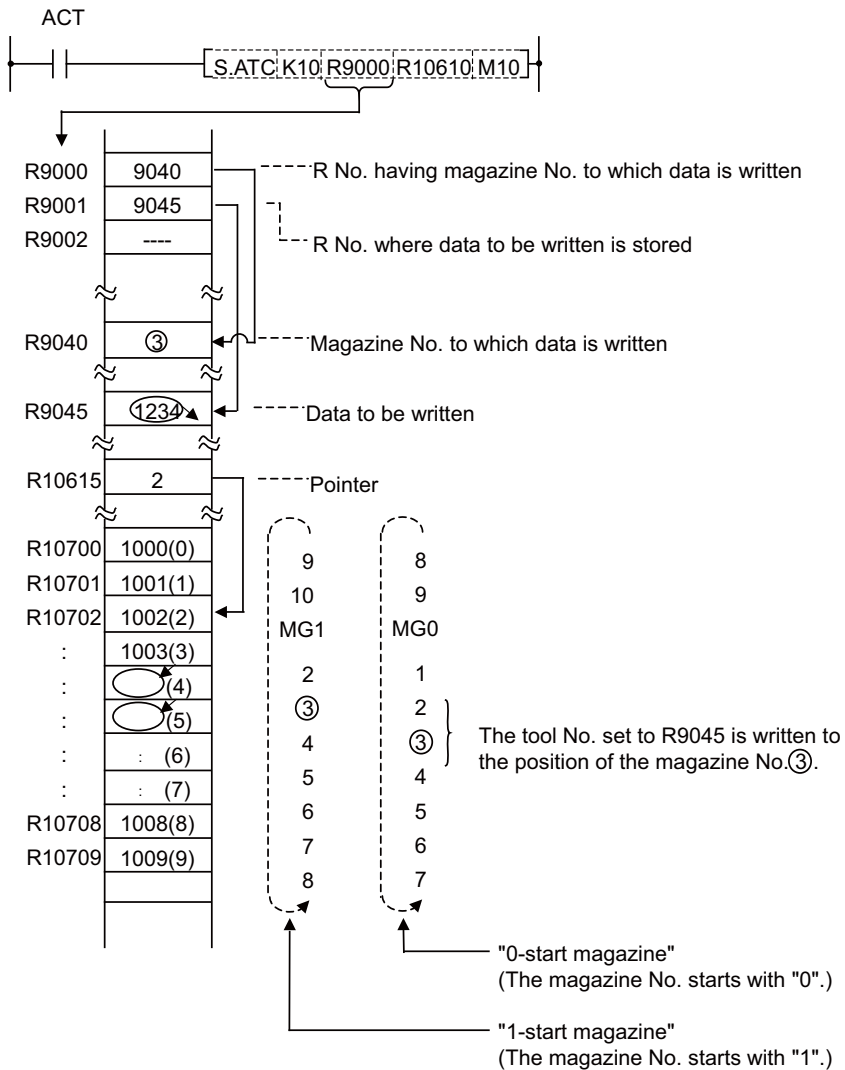 ACT
S.ATC K10 R9000 R10610 M10
R9000 9040 R No. having magazine No. to which data is written
R9001 9045
R9002 ---- R No. where data to be written is stored
R9040 ③ Magazine No. to which data is written
R9045 1234 Data to be written
R10615 2 Pointer
R10700 1000(0) 9 8
R10701 1001(1) 10 9
R10702 1002(2) MG1 MG0
: 1003(3) 2 1
: (4) ③ 2
: (5) 4 ③
The tool No. set to R9045 is written to
the position of the magazine No.③.
: : (6) 5 4
: : (7) 6 5
R10708 1008(8) 7 6
R10709 1009(9) 8 7
"0-start magazine"
(The magazine No. starts with "0".)
"1-start magazine"
(The magazine No. starts with "1".)